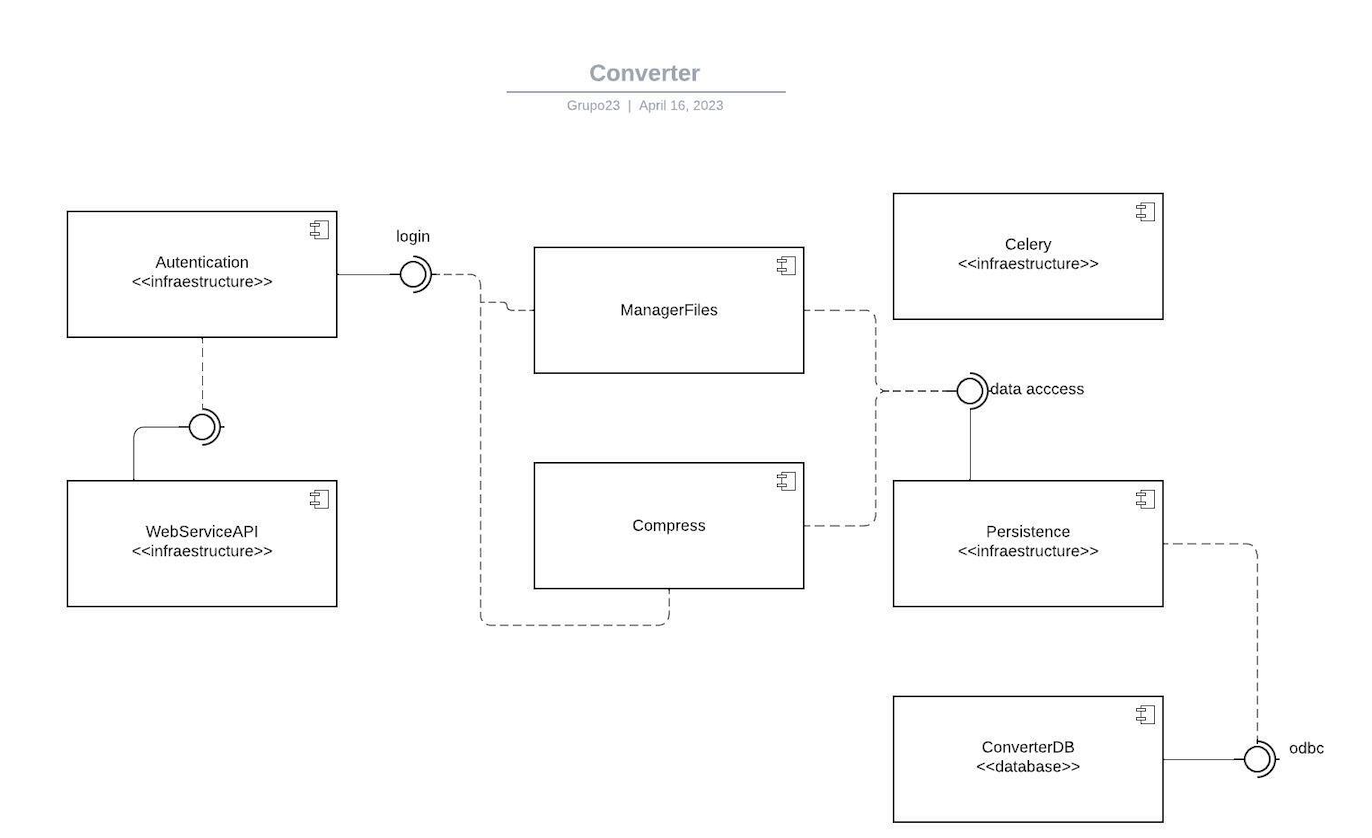 Converter
Grupo23 | April 16, 2023
Autentication
<<infraestructure>>
login
ManagerFiles
Celery
<<infraestructure>>
data acccess
WebServiceAPI
<<infraestructure>>
Compress
Persistence
<<infraestructure>>
ConverterDB
<<database>>
odbc